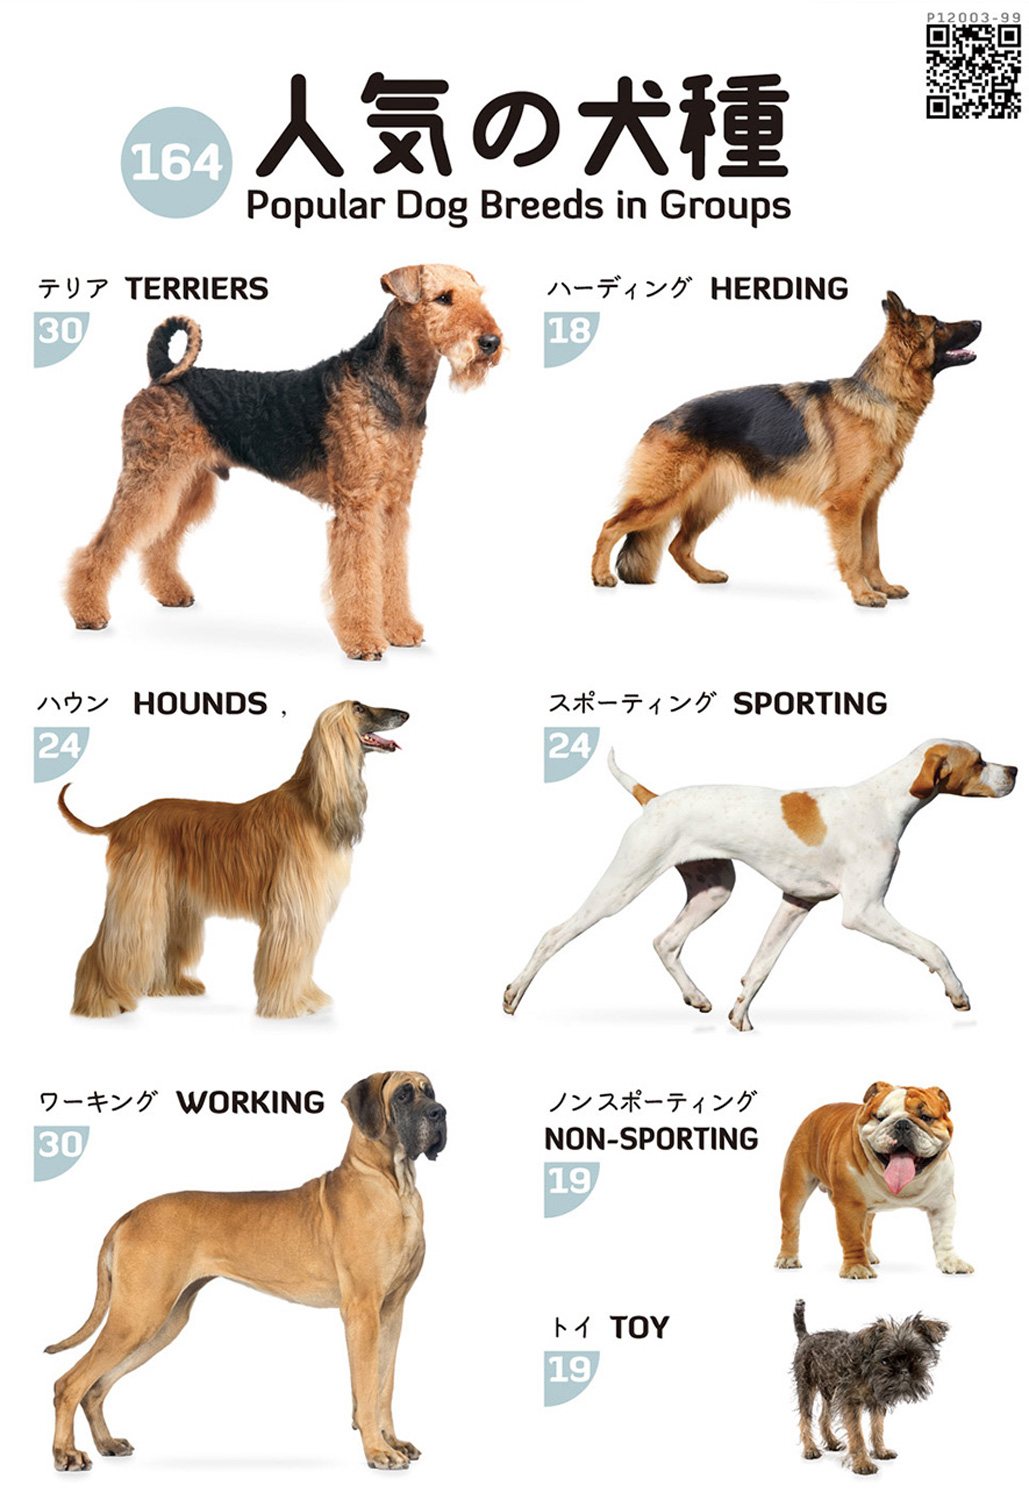 P12003-99
164
人気の犬種
Popular Dog Breeds in Groups
テリア TERRIERS
30
ハーディング HERDING
18
ハウン HOUNDS ,
24
スポーティング SPORTING
24
ワーキング WORKING
30
ノンスポーティング
NON-SPORTING
19
トイ TOY
19